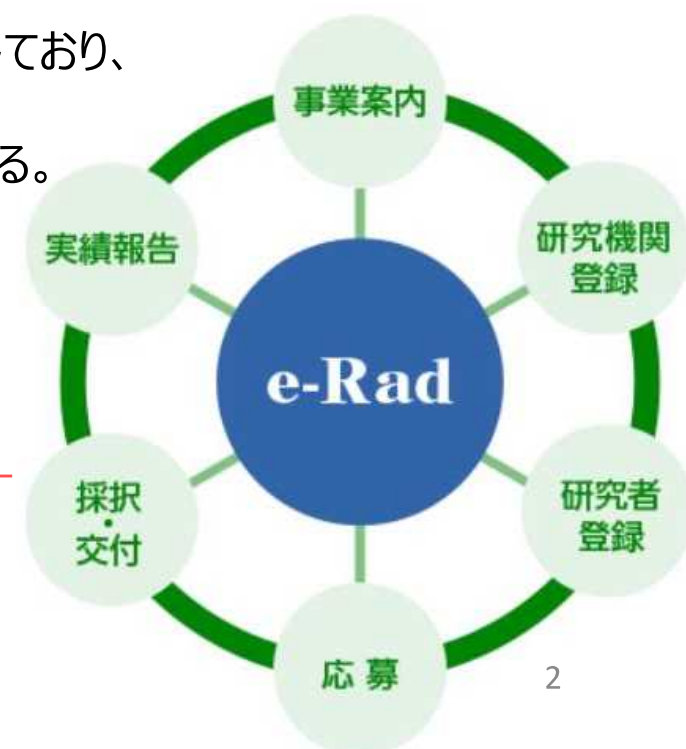 ており、
る。
事業案内
研究機関
登録
研究者
登録
応 募
採択
・
交付
実績報告
e-Rad
2